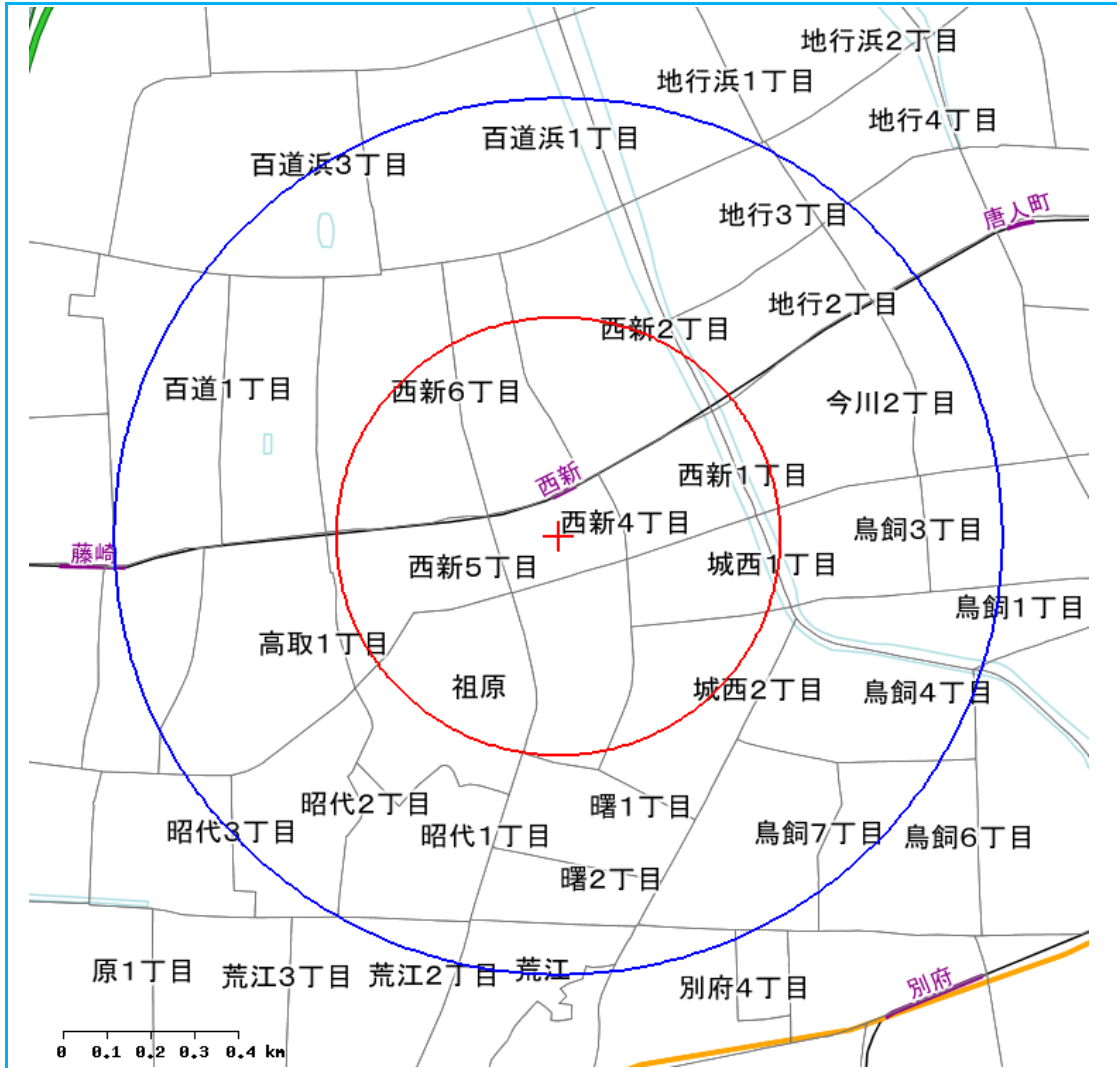 地行浜2丁目
地行浜1丁目
地行4丁目
百道浜1丁目
百道浜3丁目
唐人町
地行3丁目
地行2丁目
西新2丁目
百道1丁目
西新6丁目
今川2丁目
西新
西新1丁目
西新4丁目
鳥飼3丁目
藤崎
西新5丁目
城西1丁目
鳥飼1丁目
高取1丁目
祖原
城西2丁目
鳥飼4丁目
昭代2丁目
曙1丁目
昭代3丁目
昭代1丁目
鳥飼7丁目
鳥飼6丁目
曙2丁目
原1丁目
荒江3丁目
荒江2丁目
荒江
別府4丁目
別府
0 0.1 0.2 0.3 0.4 km